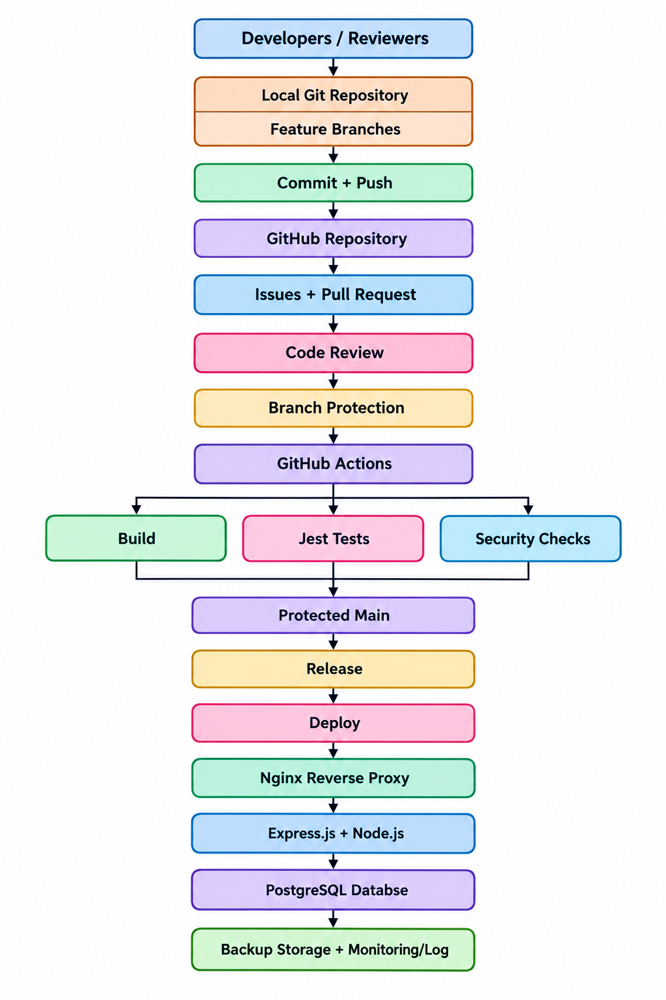 Developers / Reviewers
Local Git Repository
Feature Branches
Commit + Push
GitHub Repository
Issues + Pull Request
Code Review
Branch Protection
GitHub Actions
Build
Jest Tests
Security Checks
Protected Main
Release
Deploy
Nginx Reverse Proxy
Express.js + Node.js
PostgreSQL Databse
Backup Storage + Monitoring/Log